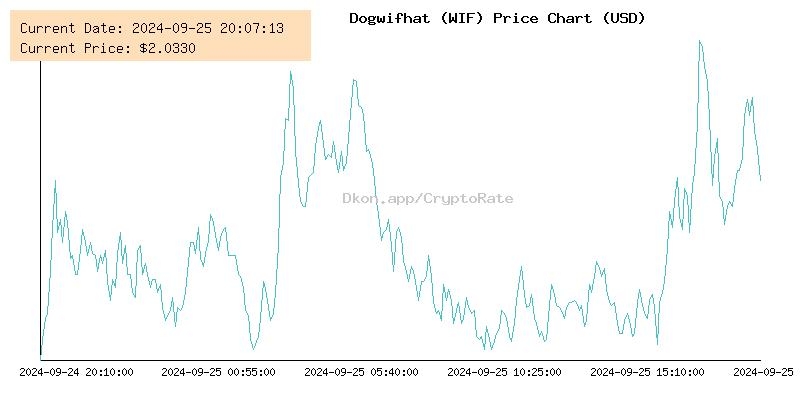 Dogwifhat (WIF) Price Chart (USD)
Current Date: 2024-09-25 20:07:13
Current Price: $2.0330
Dkon.app/CryptoRate
2024-09-24 20:10:00 2024-09-25 00:55:00 2024-09-25 05:40:00 2024-09-25 10:25:00 2024-09-25 15:10:00 2024-09-25